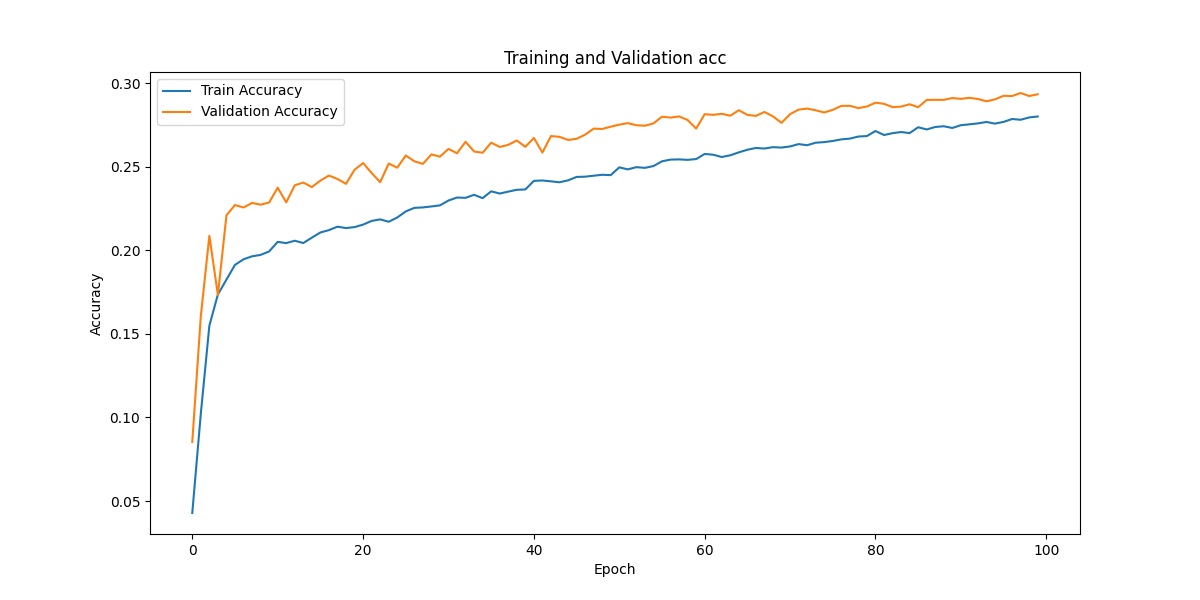 Training and Validation acc
Train Accuracy
Validation Accuracy
0.30
0.25
0.20
0.15
0.10
0.05
Accuracy
0 20 40 60 80 100
Epoch